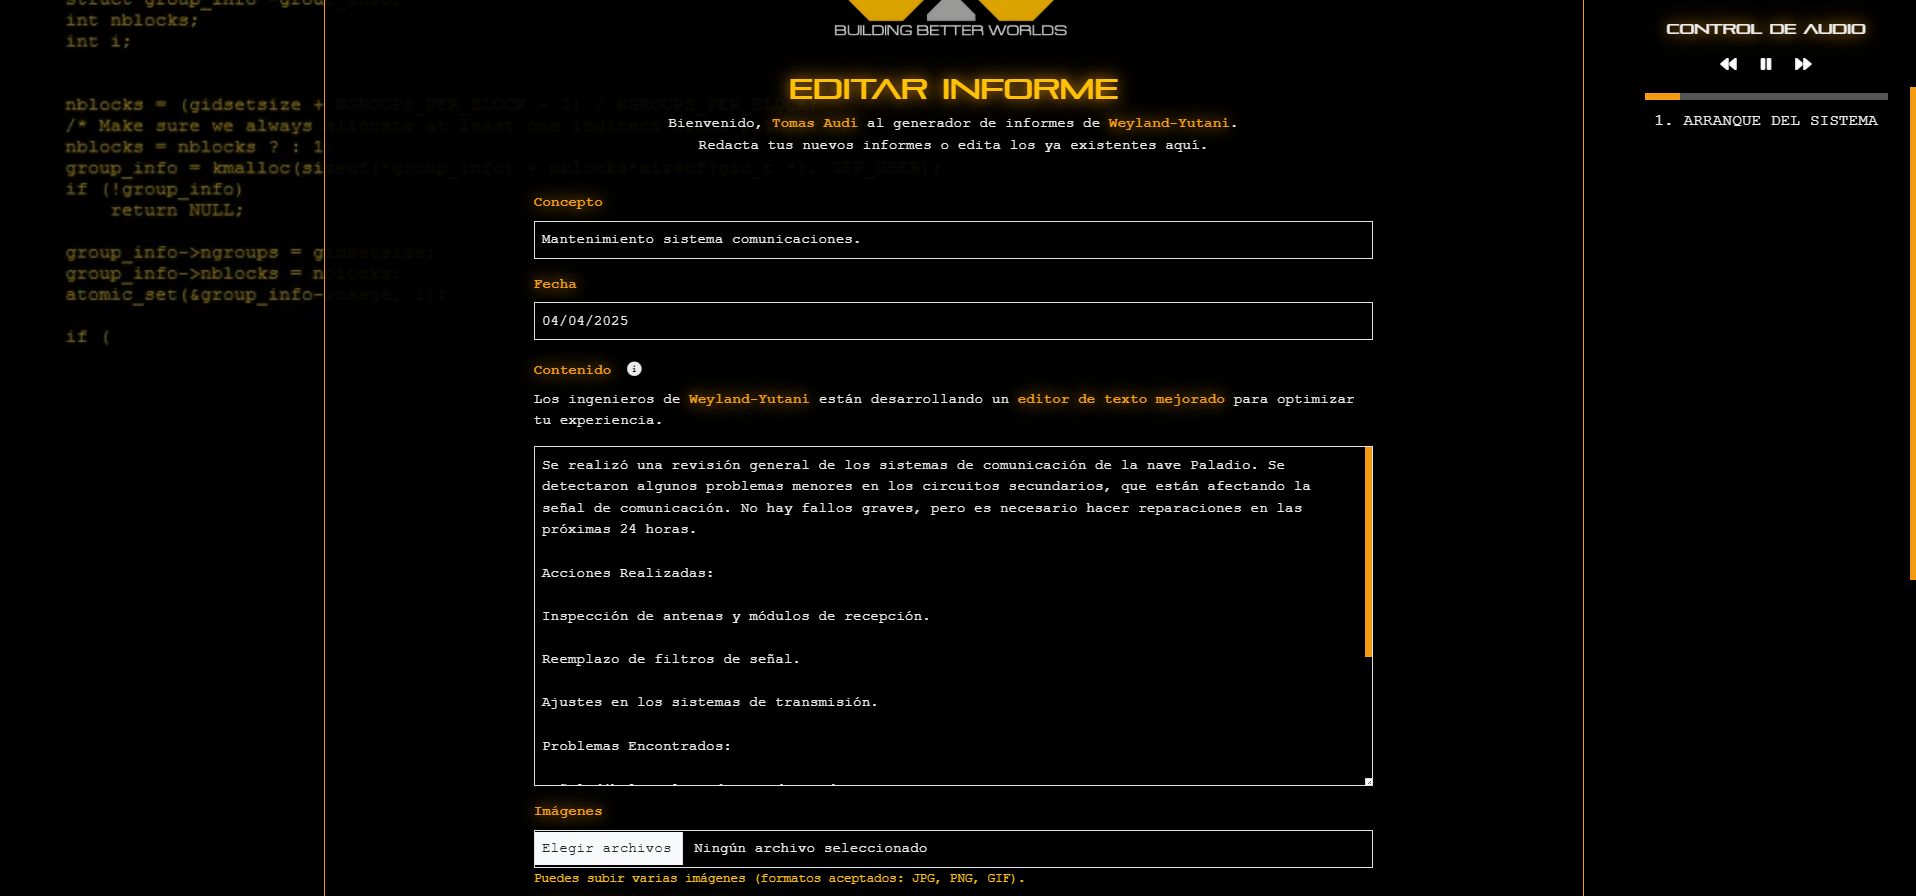 struct group_info *group_info;
int nblocks;
int i;
nblocks = (gidsetsize + NGROUPS_PER_BLOCK - 1) / NGROUPS_PER_BLOCK;
/* Make sure we always allocate at least one indirect
nblocks = nblocks ? : 1;
group_info = kmalloc(sizeof(*group_info) + nblocks*sizeof(gid_t *), GFP_USER);
if (!group_info)
return NULL;
group_info->ngroups = gidsetsize;
group_info->nblocks = nblocks;
atomic_set(&group_info->usage, 1);
if (
BUILDING BETTER WORLDS
EDITAR INFORME
Bienvenido, Tomas Audi al generador de informes de Weyland-Yutani.
Redacta tus nuevos informes o edita los ya existentes aquí.
Concepto
Mantenimiento sistema comunicaciones.
Fecha
04/04/2025
Contenido
Los ingenieros de Weyland-Yutani están desarrollando un editor de texto mejorado para optimizar
tu experiencia.
Se realizó una revisión general de los sistemas de comunicación de la nave Paladio. Se
detectaron algunos problemas menores en los circuitos secundarios, que están afectando la
señal de comunicación. No hay fallos graves, pero es necesario hacer reparaciones en las
próximas 24 horas.
Acciones Realizadas:
Inspección de antenas y módulos de recepción.
Reemplazo de filtros de señal.
Ajustes en los sistemas de transmisión.
Problemas Encontrados:
Imágenes
Elegir archivos Ningún archivo seleccionado
Puedes subir varias imágenes (formatos aceptados: JPG, PNG, GIF).
CONTROL DE AUDIO
1. ARRANQUE DEL SISTEMA